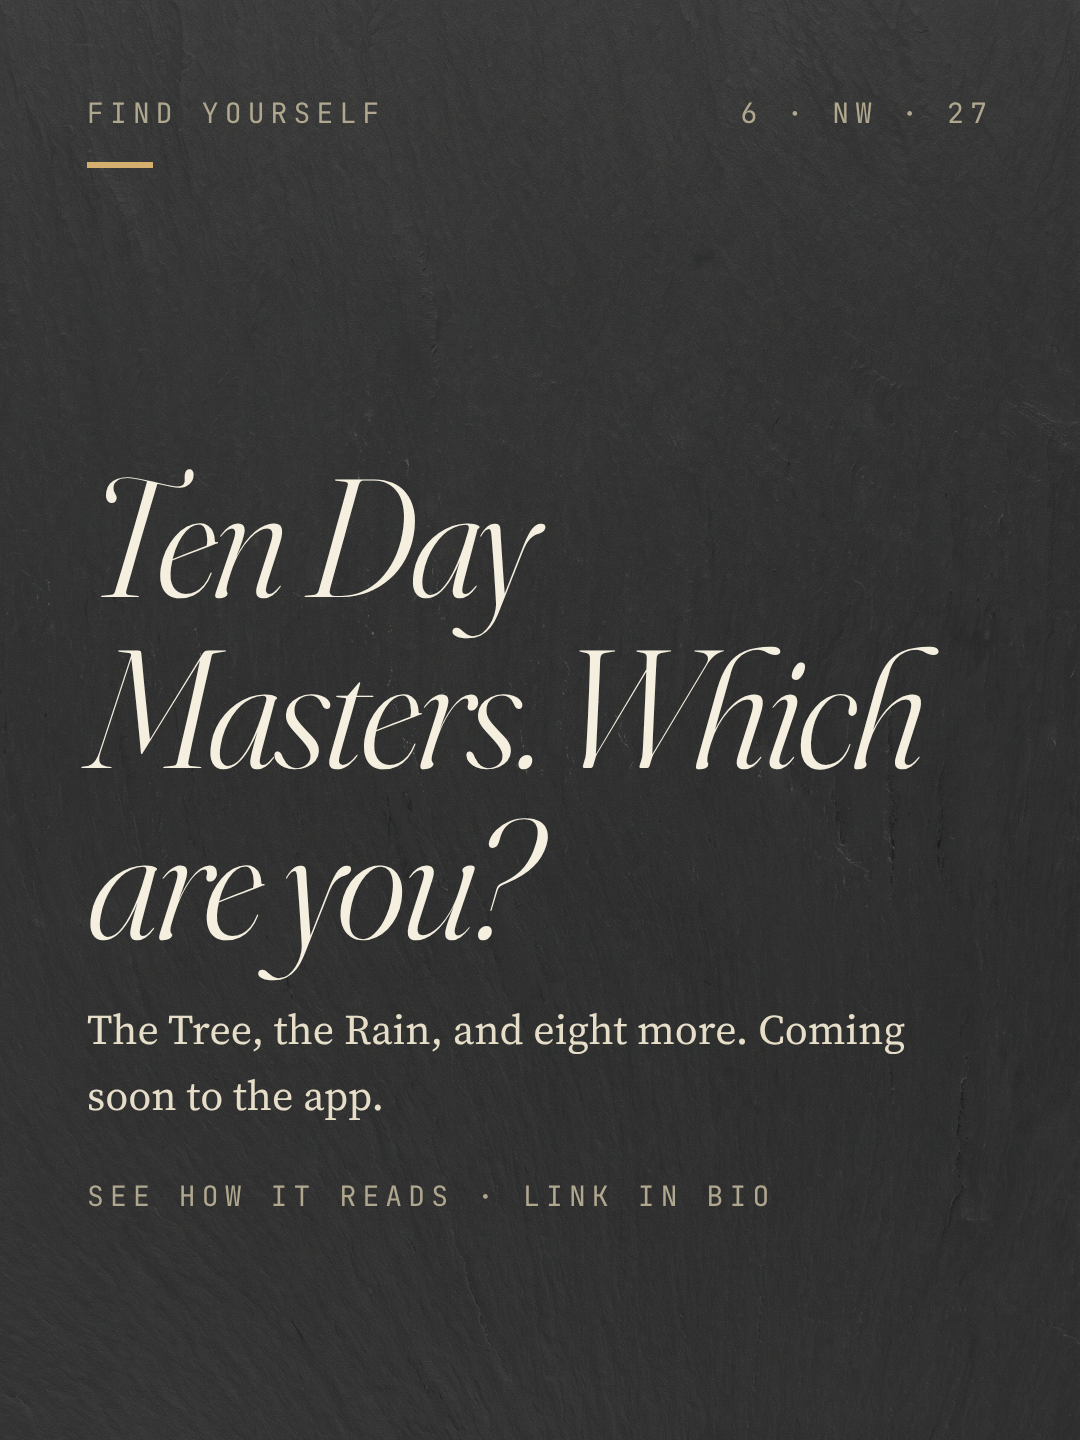 FIND YOURSELF
6 · NW · 27
Ten Day
Masters. Which
are you?
The Tree, the Rain, and eight more. Coming
soon to the app.
SEE HOW IT READS · LINK IN BIO